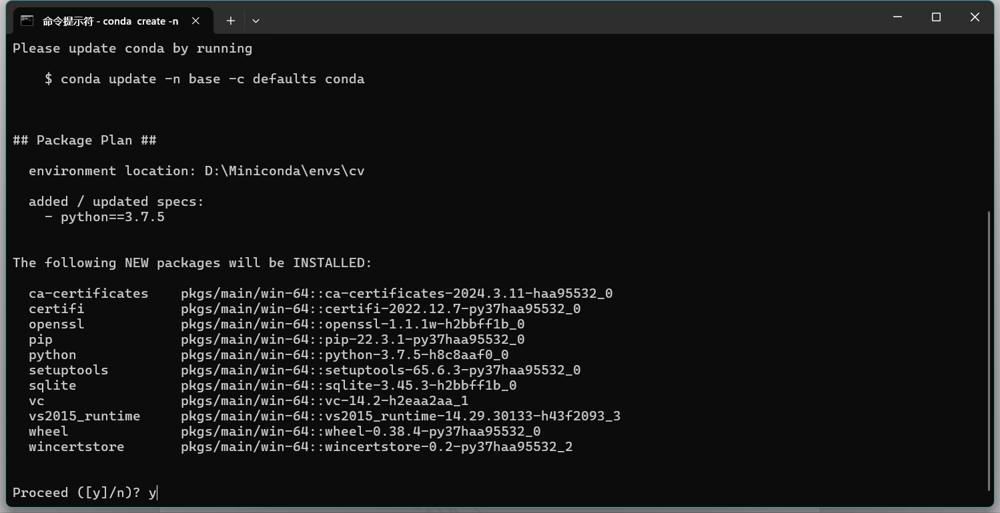 命令提示符 - conda  create -n
Please update conda by running
$ conda update -n base -c defaults conda
## Package Plan ##
environment location: D:\Miniconda\envs\cv
added / updated specs:
- python==3.7.5
The following NEW packages will be INSTALLED:
ca-certificates    pkgs/main/win-64::ca-certificates-2024.3.11-haa95532_0
certifi            pkgs/main/win-64::certifi-2022.12.7-py37haa95532_0
openssl            pkgs/main/win-64::openssl-1.1.1w-h2bbff1b_0
pip                pkgs/main/win-64::pip-22.3.1-py37haa95532_0
python             pkgs/main/win-64::python-3.7.5-h8c8aaf0_0
setuptools         pkgs/main/win-64::setuptools-65.6.3-py37haa95532_0
sqlite             pkgs/main/win-64::sqlite-3.45.3-h2bbff1b_0
vc                 pkgs/main/win-64::vc-14.2-h2eaa2aa_1
vs2015_runtime     pkgs/main/win-64::vs2015_runtime-14.29.30133-h43f2093_3
wheel              pkgs/main/win-64::wheel-0.38.4-py37haa95532_0
wincertstore       pkgs/main/win-64::wincertstore-0.2-py37haa95532_2
Proceed ([y]/n)? y